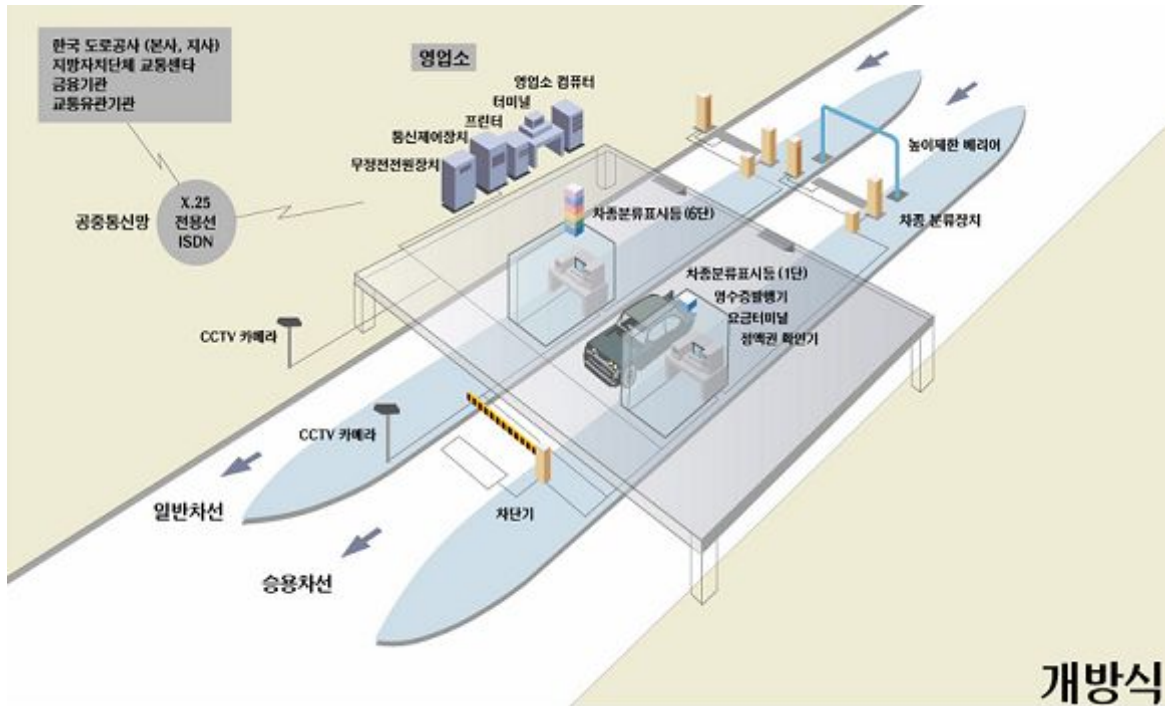 한국 도로공사 (본사, 지사)
지방자치단체 교통센타
금융기관
교통유관기관
영업소
영업소 컴퓨터
터미널
프린터
통신제어장치
무정전전원장치
공중통신망
X.25
전용선
ISDN
높이제한 베리어
차종 분류장치
차종분류표시등 (6단)
차종분류표시등 (1단)
영수증발행기
요금터미널
정액권 확인기
CCTV 카메라
CCTV 카메라
차단기
일반차선
승용차선
개방식